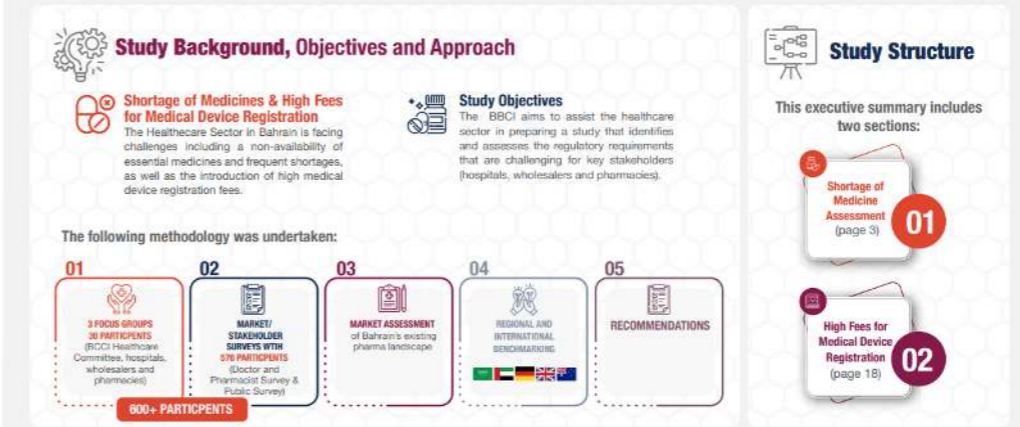 Study Background, Objectives and Approach
Shortage of Medicines & High Fees
for Medical Device Registration
The Healthecare Sector in Bahrain is facing
challenges including a non-availability of
essential medicines and frequent shortages,
as well as the introduction of high medical
device registration fees.
Study Objectives
The BBCI aims to assist the healthcare
sector in preparing a study that identifies
and assesses the regulatory requirements
that are challenging for key stakeholders
(hospitals, wholesalers and pharmacies).
The following methodology was undertaken:
01
3 FOCUS GROUPS
30 PARTICPENTS
(BCCI Healthcare
Committee, hospitals,
wholesalers and
pharmacies)
02
MARKET/
STAKEHOLDER
SURVEYS WTIH
570 PARTICPENTS
(Doctor and
Pharmacist Survey &
Public Survey)
600+ PARTICPENTS
03
MARKET ASSESSMENT
of Bahrain's existing
pharma landscape
04
REGIONAL AND
INTERNATIONAL
BENCHMARKING
05
RECOMMENDATIONS
Study Structure
This executive summary includes
two sections:
Shortage of
Medicine
Assessment
(page 3)
01
High Fees for
Medical Device
Registration
(page 18)
02